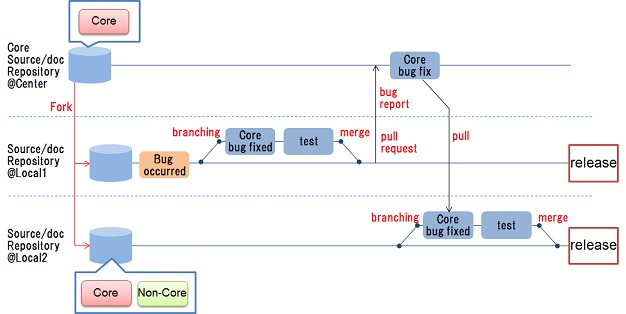 Core
Core
Source/doc
Repository
@Center
Core
bug fix
Fork
bug
report
branching
Core
bug fixed
test
merge
pull
request
pull
Source/doc
Repository
@Local1
Bug
occurred
release
branching
Core
bug fixed
test
merge
Source/doc
Repository
@Local2
release
Core
Non-Core